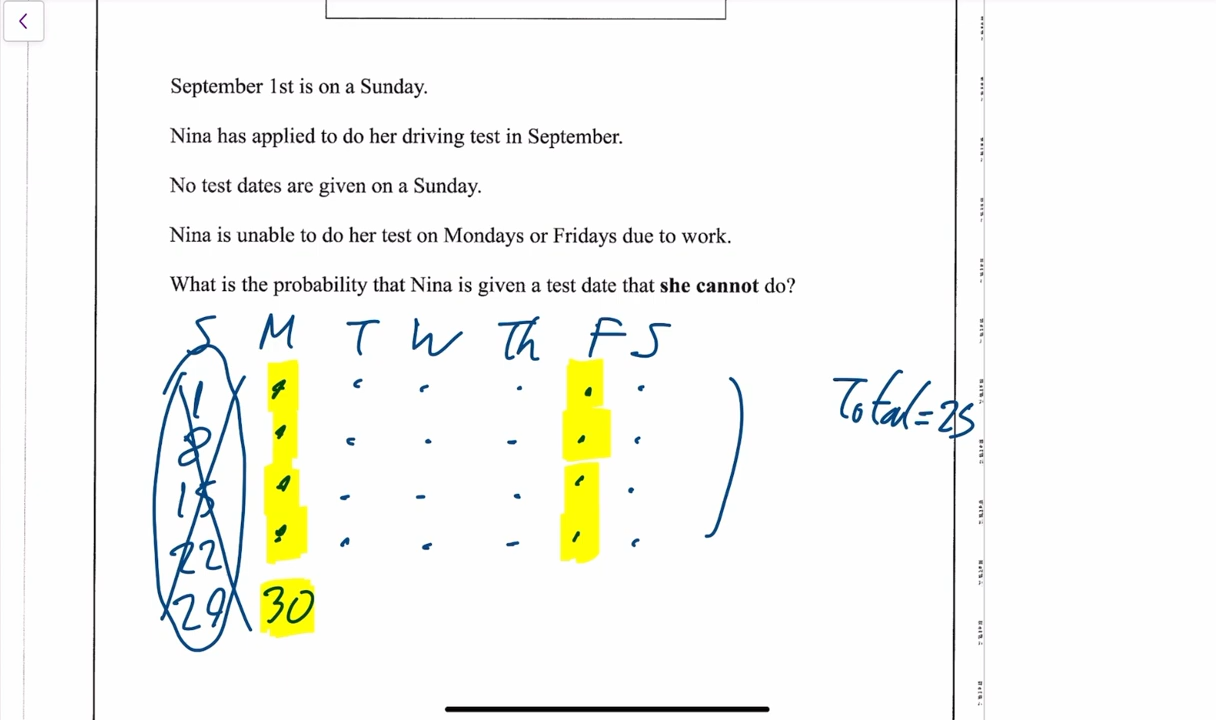 September 1st is on a Sunday.
Nina has applied to do her driving test in September.
No test dates are given on a Sunday.
Nina is unable to do her test on Mondays or Fridays due to work.
What is the probability that Nina is given a test date that she cannot do?
S M T W Th F S
1
8
15
22
29 30
Total = 25